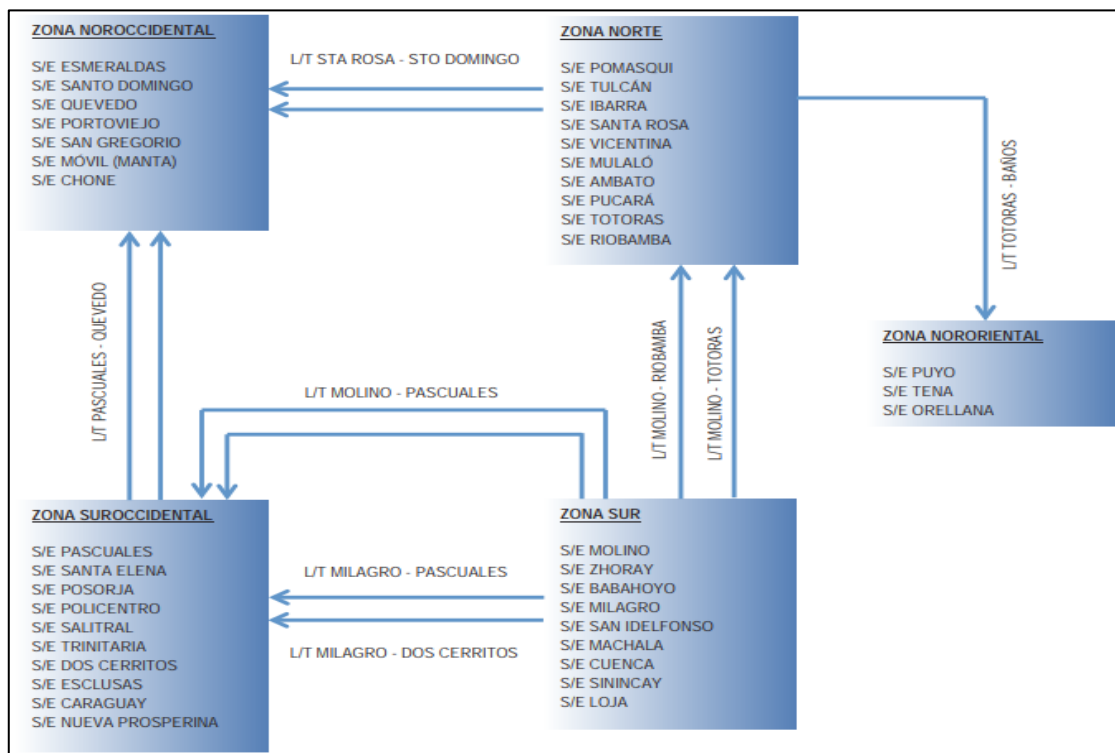 ZONA NOROCCIDENTAL
S/E ESMERALDAS
S/E SANTO DOMINGO
S/E QUEVEDO
S/E PORTOVIEJO
S/E SAN GREGORIO
S/E MÓVIL (MANTA)
S/E CHONE
L/T STA ROSA - STO DOMINGO
ZONA NORTE
S/E POMASQUI
S/E TULCÁN
S/E IBARRA
S/E SANTA ROSA
S/E VICENTINA
S/E MULALÓ
S/E AMBATO
S/E PUCARÁ
S/E TOTORAS
S/E RIOBAMBA
L/T TOTORAS - BAÑOS
ZONA NORORIENTAL
S/E PUYO
S/E TENA
S/E ORELLANA
L/T PASCUALES - QUEVEDO
L/T MOLINO - PASCUALES
L/T MOLINO - RIOBAMBA
L/T MOLINO - TOTORAS
ZONA SUROCCIDENTAL
S/E PASCUALES
S/E SANTA ELENA
S/E POSORJA
S/E POLICENTRO
S/E SALITRAL
S/E TRINITARIA
S/E DOS CERRITOS
S/E ESCLUSAS
S/E CARAGUAY
S/E NUEVA PROSPERINA
L/T MILAGRO - PASCUALES
L/T MILAGRO - DOS CERRITOS
ZONA SUR
S/E MOLINO
S/E ZHORAY
S/E BABAHOYO
S/E MILAGRO
S/E SAN IDELFONSO
S/E MACHALA
S/E CUENCA
S/E SININCAY
S/E LOJA